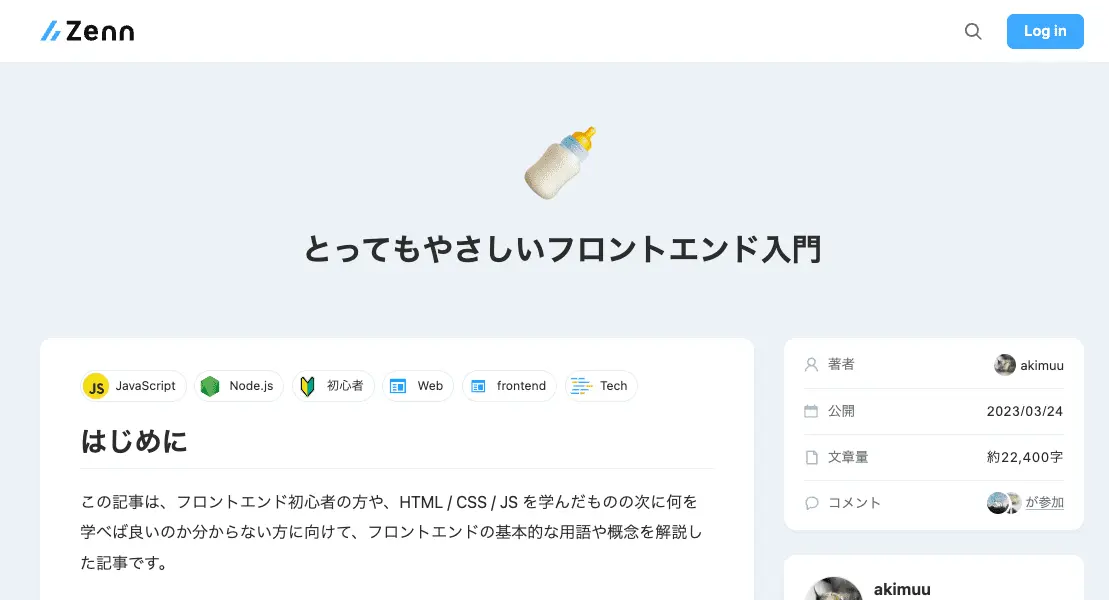 Zenn
Log in
とってもやさしいフロントエンド入門
JS JavaScript
Node.js
初心者
Web
frontend
Tech
はじめに
この記事は、フロントエンド初心者の方や、HTML / CSS / JS を学んだものの次に何を
学べば良いのか分からない方に向けて、フロントエンドの基本的な用語や概念を解説し
た記事です。
著者 akimuu
公開 2023/03/24
文章量 約22,400字
コメント が参加
akimuu